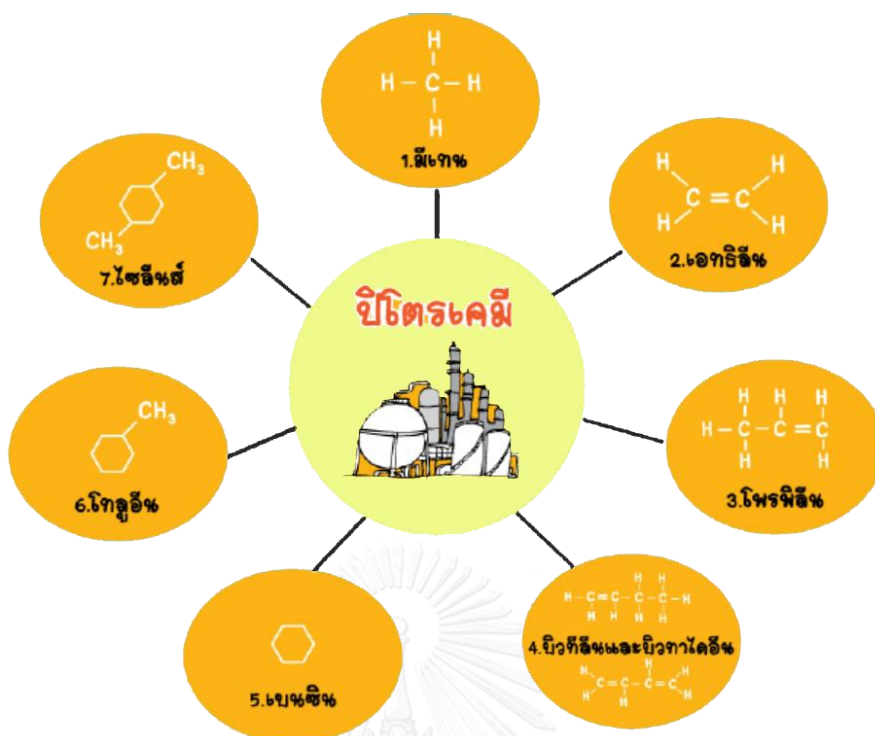 ปิโตรเคมี
H
H-C-H
H
1.มีเทน
H H
C=C
H H
2.เอทธิลีน
H H H
H-C-C=C
H H
3.โพรพิลีน
H H
H-C=C-C-C-H
H H H H
4.บิวทีลีนและบิวทาไดอีน
H H H
C=C-C=C
H H H
5.เบนซิน
CH₃
6.โทลูอีน
CH₃
CH₃
7.ไซลีนส์